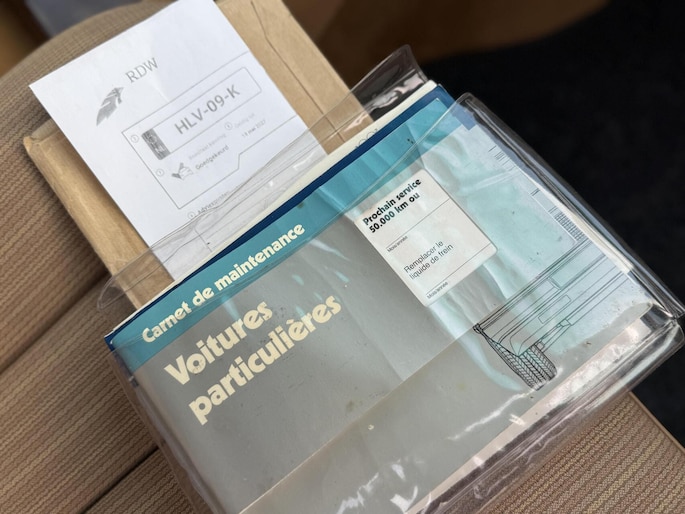 RDW
HLV-09-K
Goedgekeurd
Carnet de maintenance
Voitures
particulières
Prochain service
50.000 km ou
Remplacer le
liquide de frein